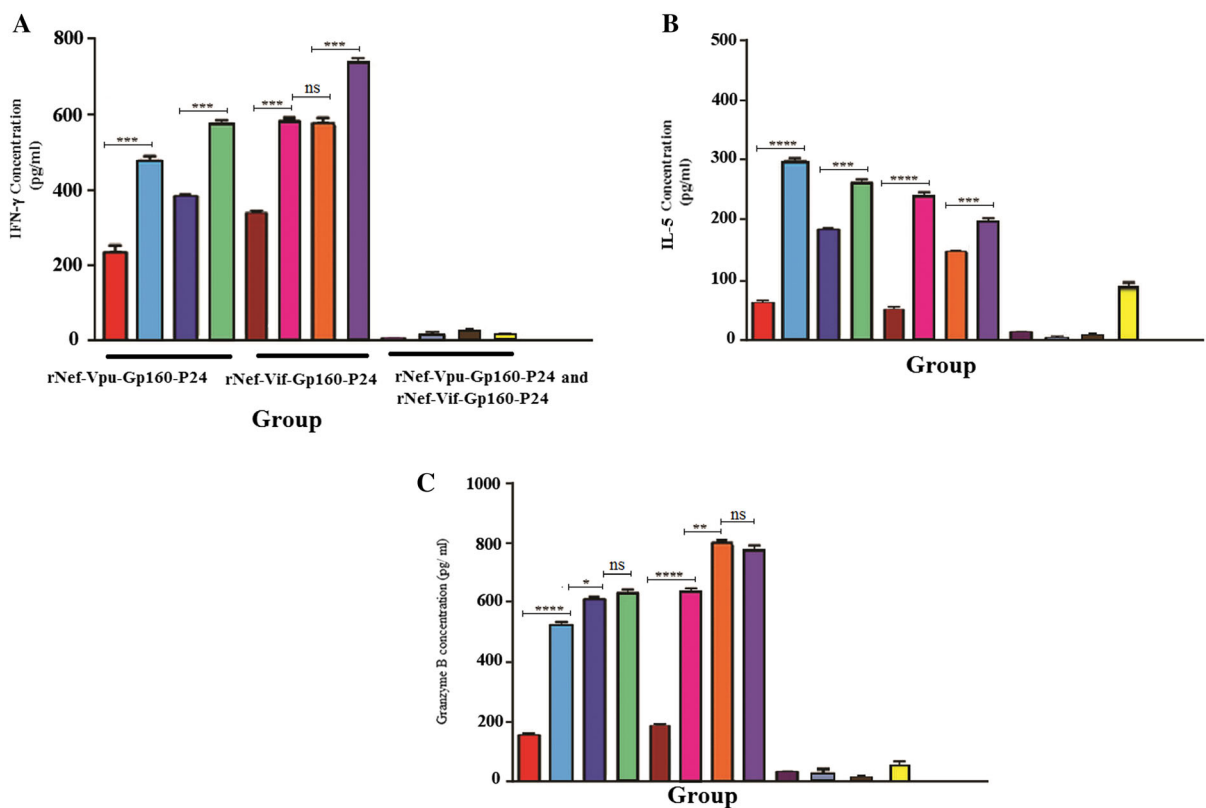 A
IFN-γ Concentration
(pg/ml)
800
600
400
200
0
***
***
***
ns
***
rNef-Vpu-Gp160-P24
rNef-Vif-Gp160-P24
rNef-Vpu-Gp160-P24 and
rNef-Vif-Gp160-P24
Group
B
IL-5 Concentration
(pg/ml)
500
400
300
200
100
0
****
***
****
***
Group
C
Granzyme B concentration (pg/ ml)
1000
800
600
400
200
0
****
*
ns
****
**
ns
Group